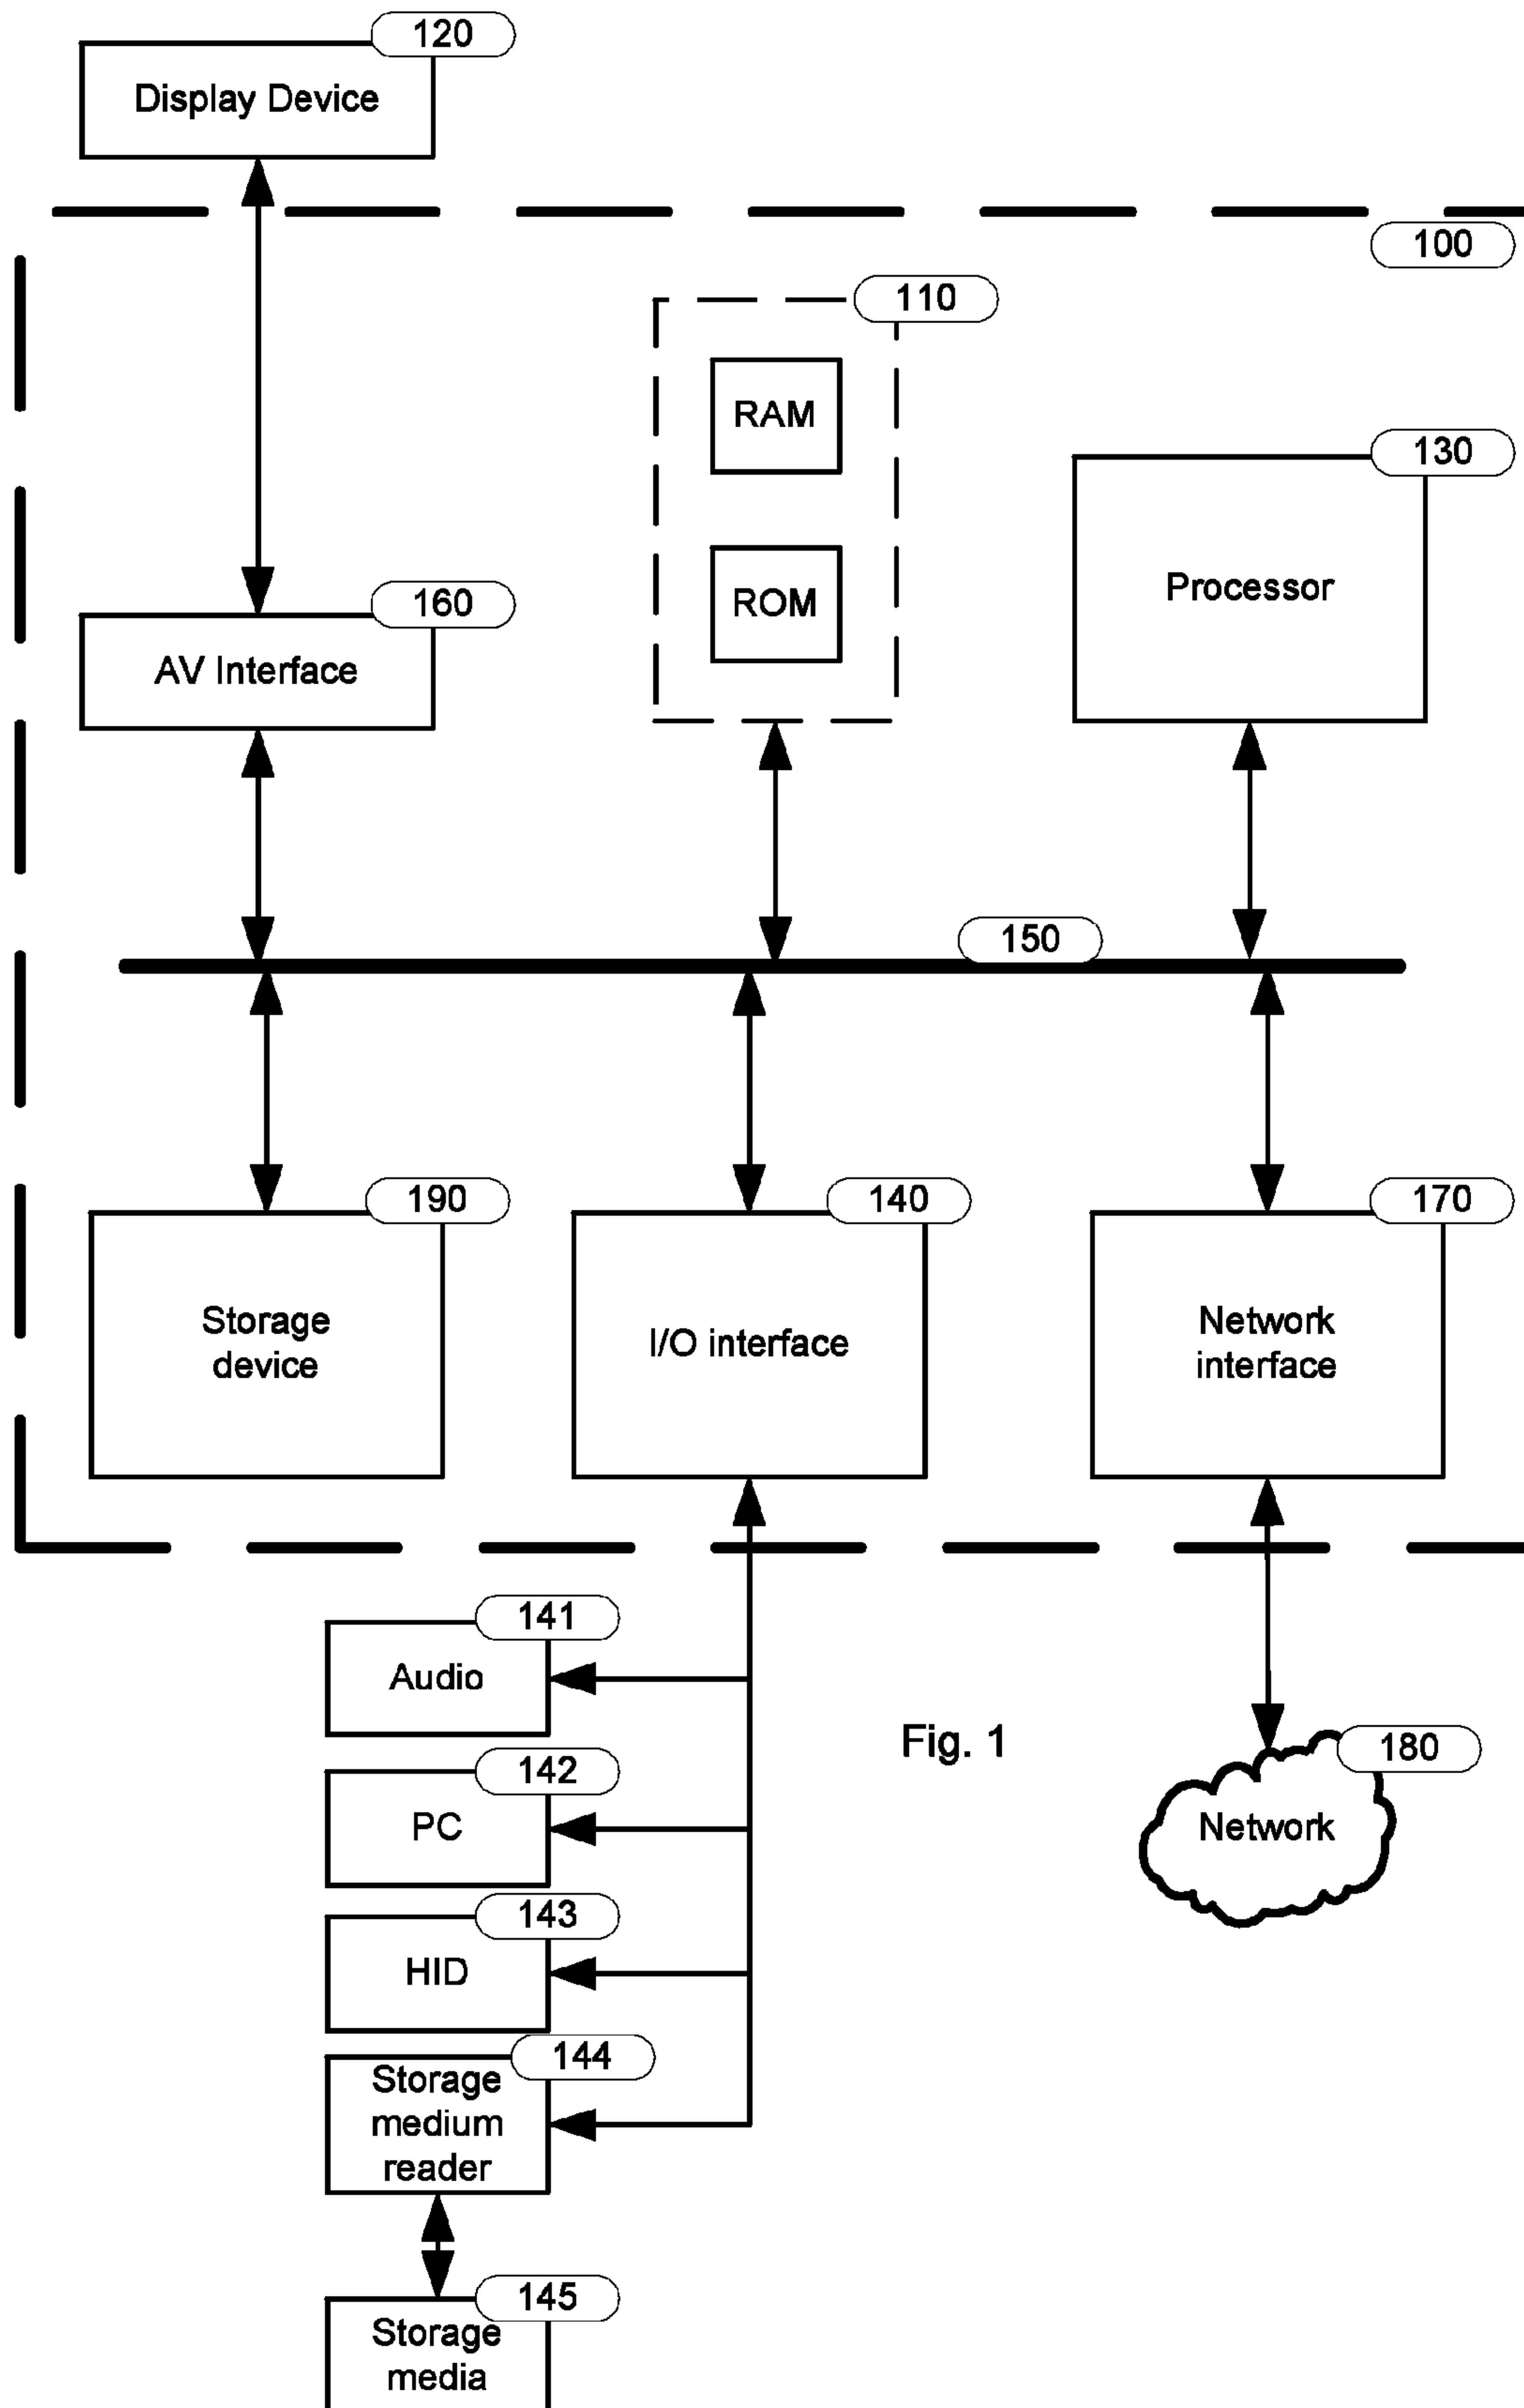 120
Display Device
100
110
RAM
130
ROM
Processor
160
AV Interface
150
190
140
170
Storage
device
I/O interface
Network
interface
141
Audio
Fig. 1
180
142
PC
Network
143
HID
144
Storage
medium
reader
145
Storage
media